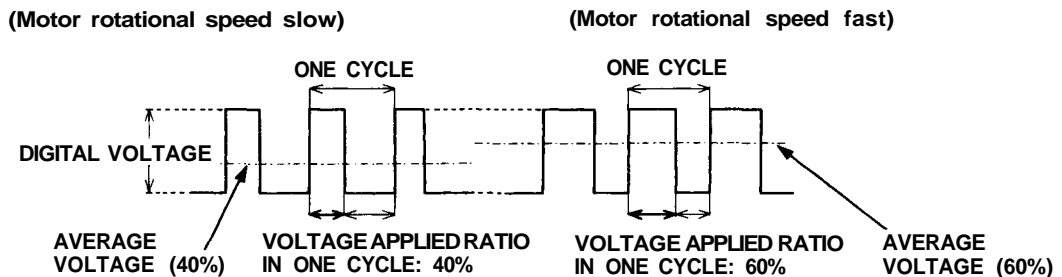 (Motor rotational speed slow)
(Motor rotational speed fast)
ONE CYCLE
ONE CYCLE
DIGITAL VOLTAGE
AVERAGE
VOLTAGE (40%)
VOLTAGE APPLIED RATIO
IN ONE CYCLE: 40%
VOLTAGE APPLIED RATIO
IN ONE CYCLE: 60%
AVERAGE
VOLTAGE (60%)